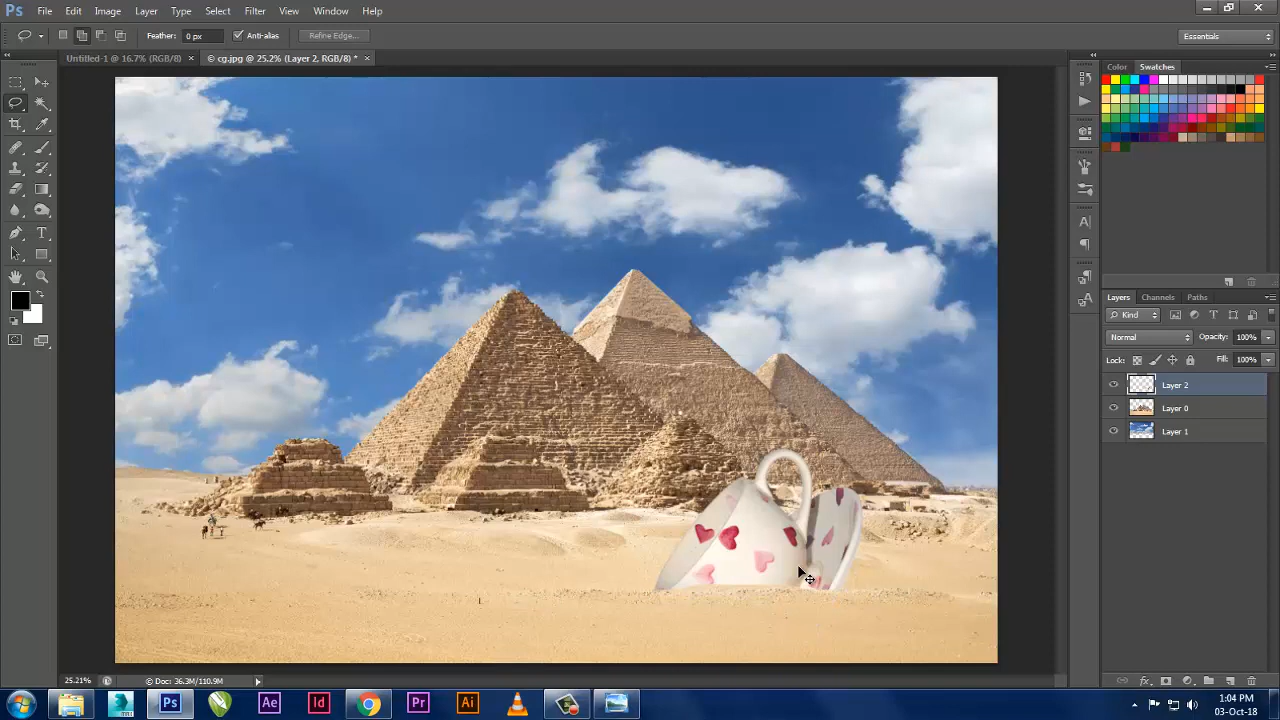 Ps File Edit Image Layer Type Select Filter View Window Help
Feather: 0 px Anti-alias Refine Edge... Essentials
Untitled-1 @ 16.7% (RGB/8) × © cg.jpg @ 25.2% (Layer 2, RGB/8) * ×
Color Swatches
Layers Channels Paths
Kind
Normal Opacity: 100%
Lock: Fill: 100%
Layer 2
Layer 0
Layer 1
25.21% © Doc: 36.3M/110.9M
fx
Ps Ae Id Pr Ai
1:04 PM
03-Oct-18